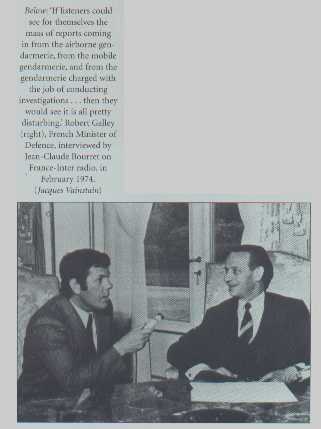 Below: 'If listeners could
see for themselves the
mass of reports coming
in from the airborne gen-
darmerie, from the mobile
gendarmerie, and from the
gendarmerie charged with
the job of conducting
investigations . . . then they
would see it is all pretty
disturbing.' Robert Galley
(right), French Minister of
Defence, interviewed by
Jean-Claude Bourret on
France-Inter radio, in
February 1974.
(Jacques Vainstain)